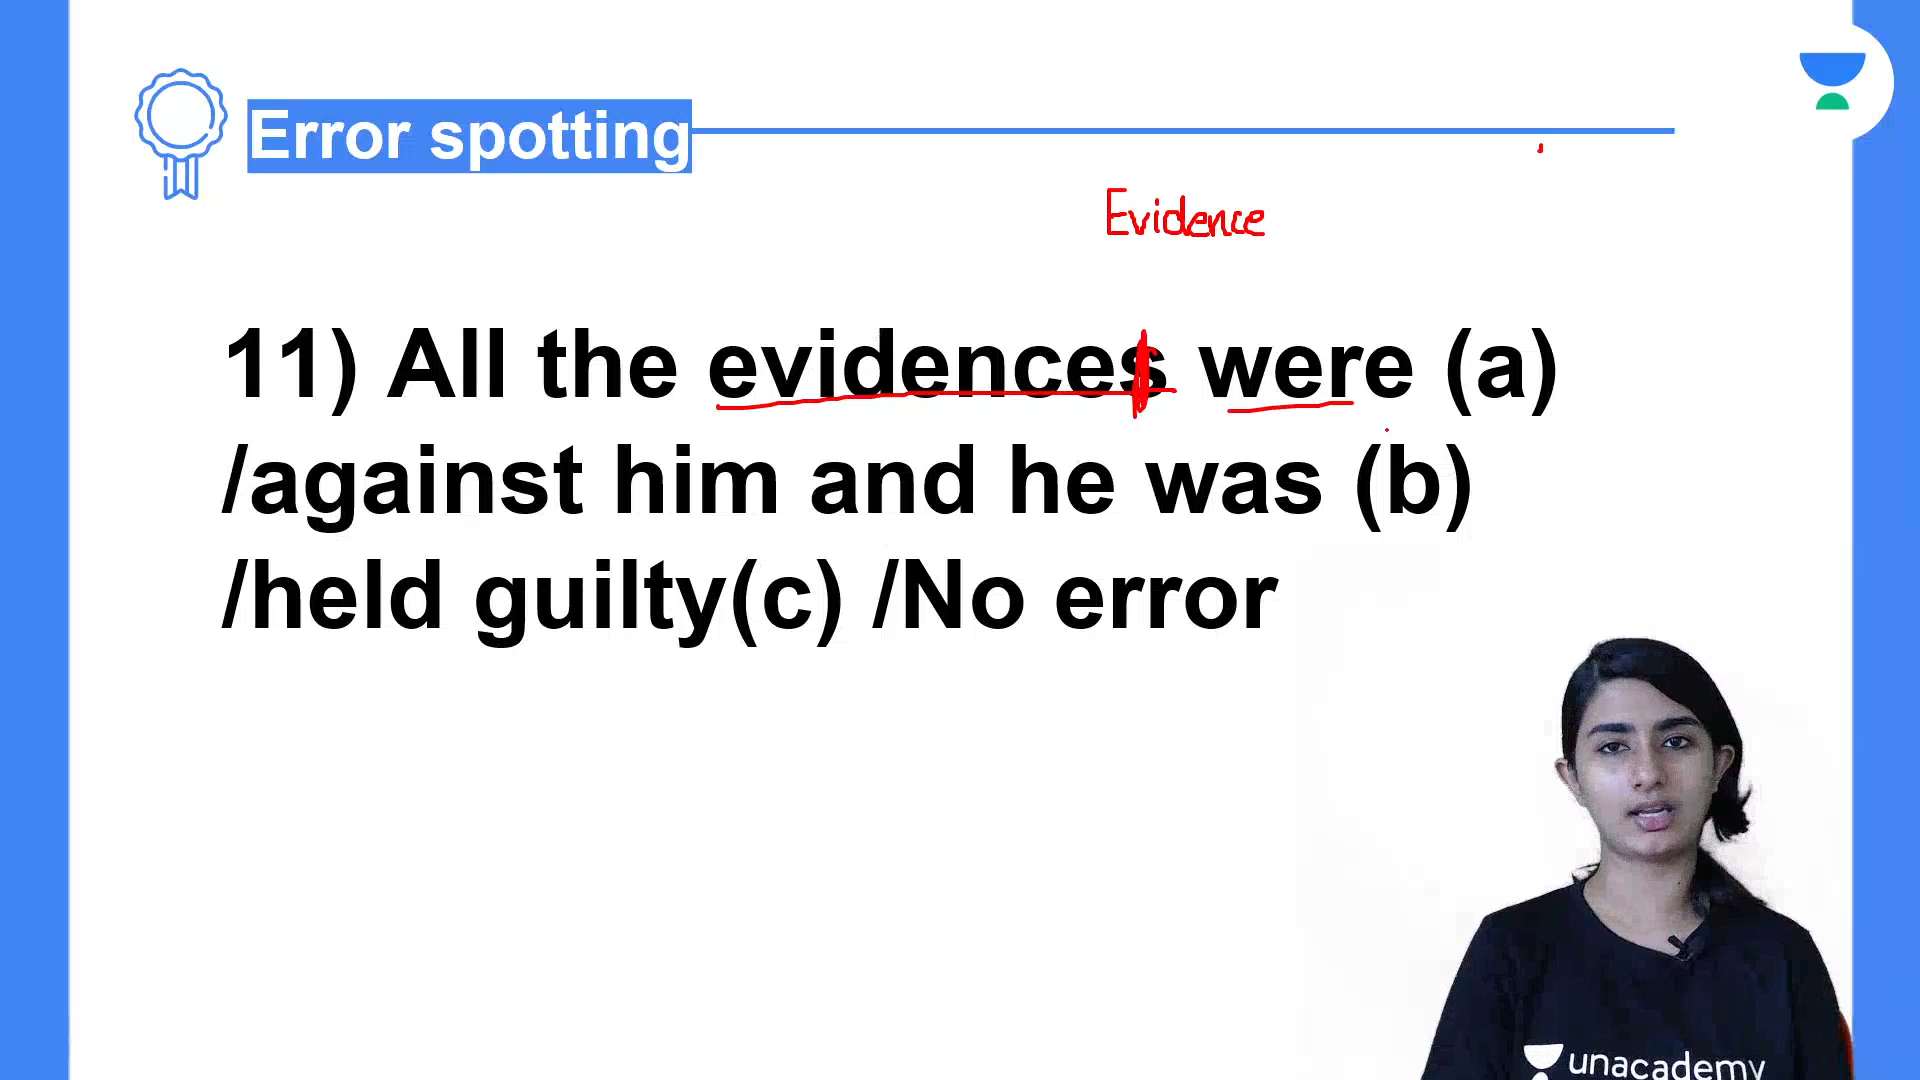 Error spotting
Evidence
11) All the evidences were (a)
/against him and he was (b)
/held guilty(c) /No error
unacademy